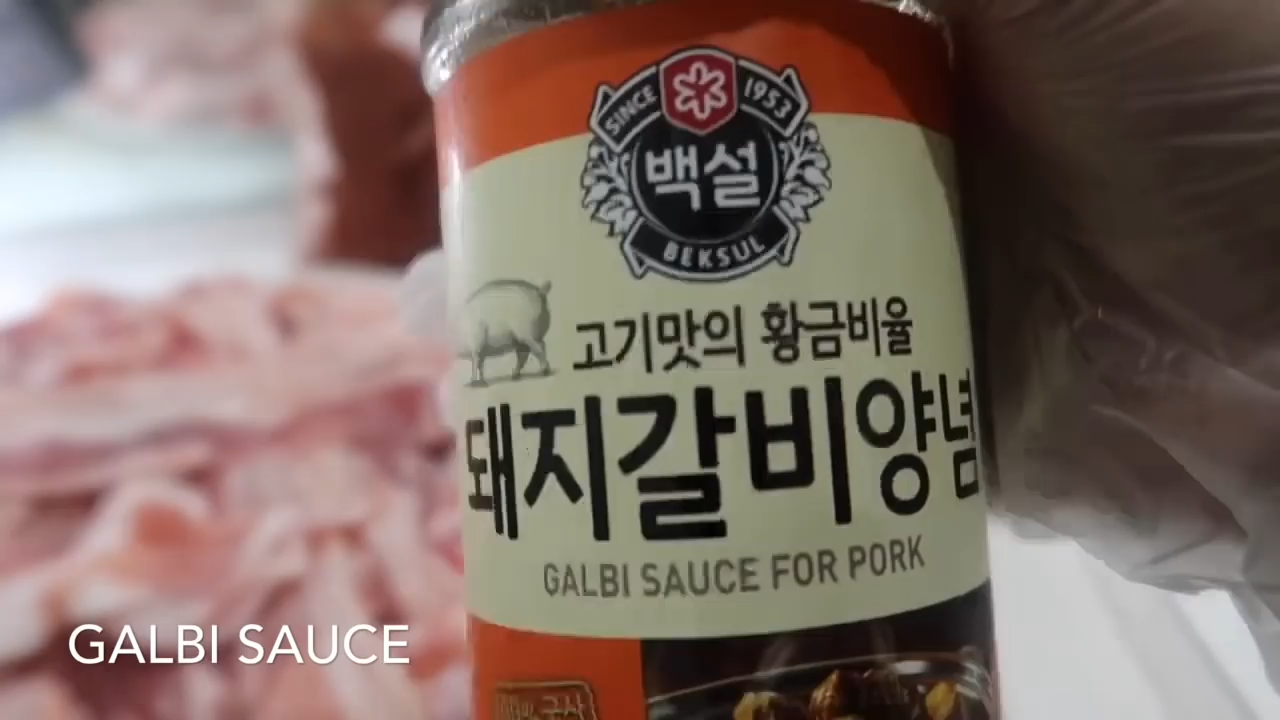 SINCE 1953
백설
BEKSUL
고기맛의 황금비율
돼지갈비양념
GALBI SAUCE FOR PORK
GALBI SAUCE